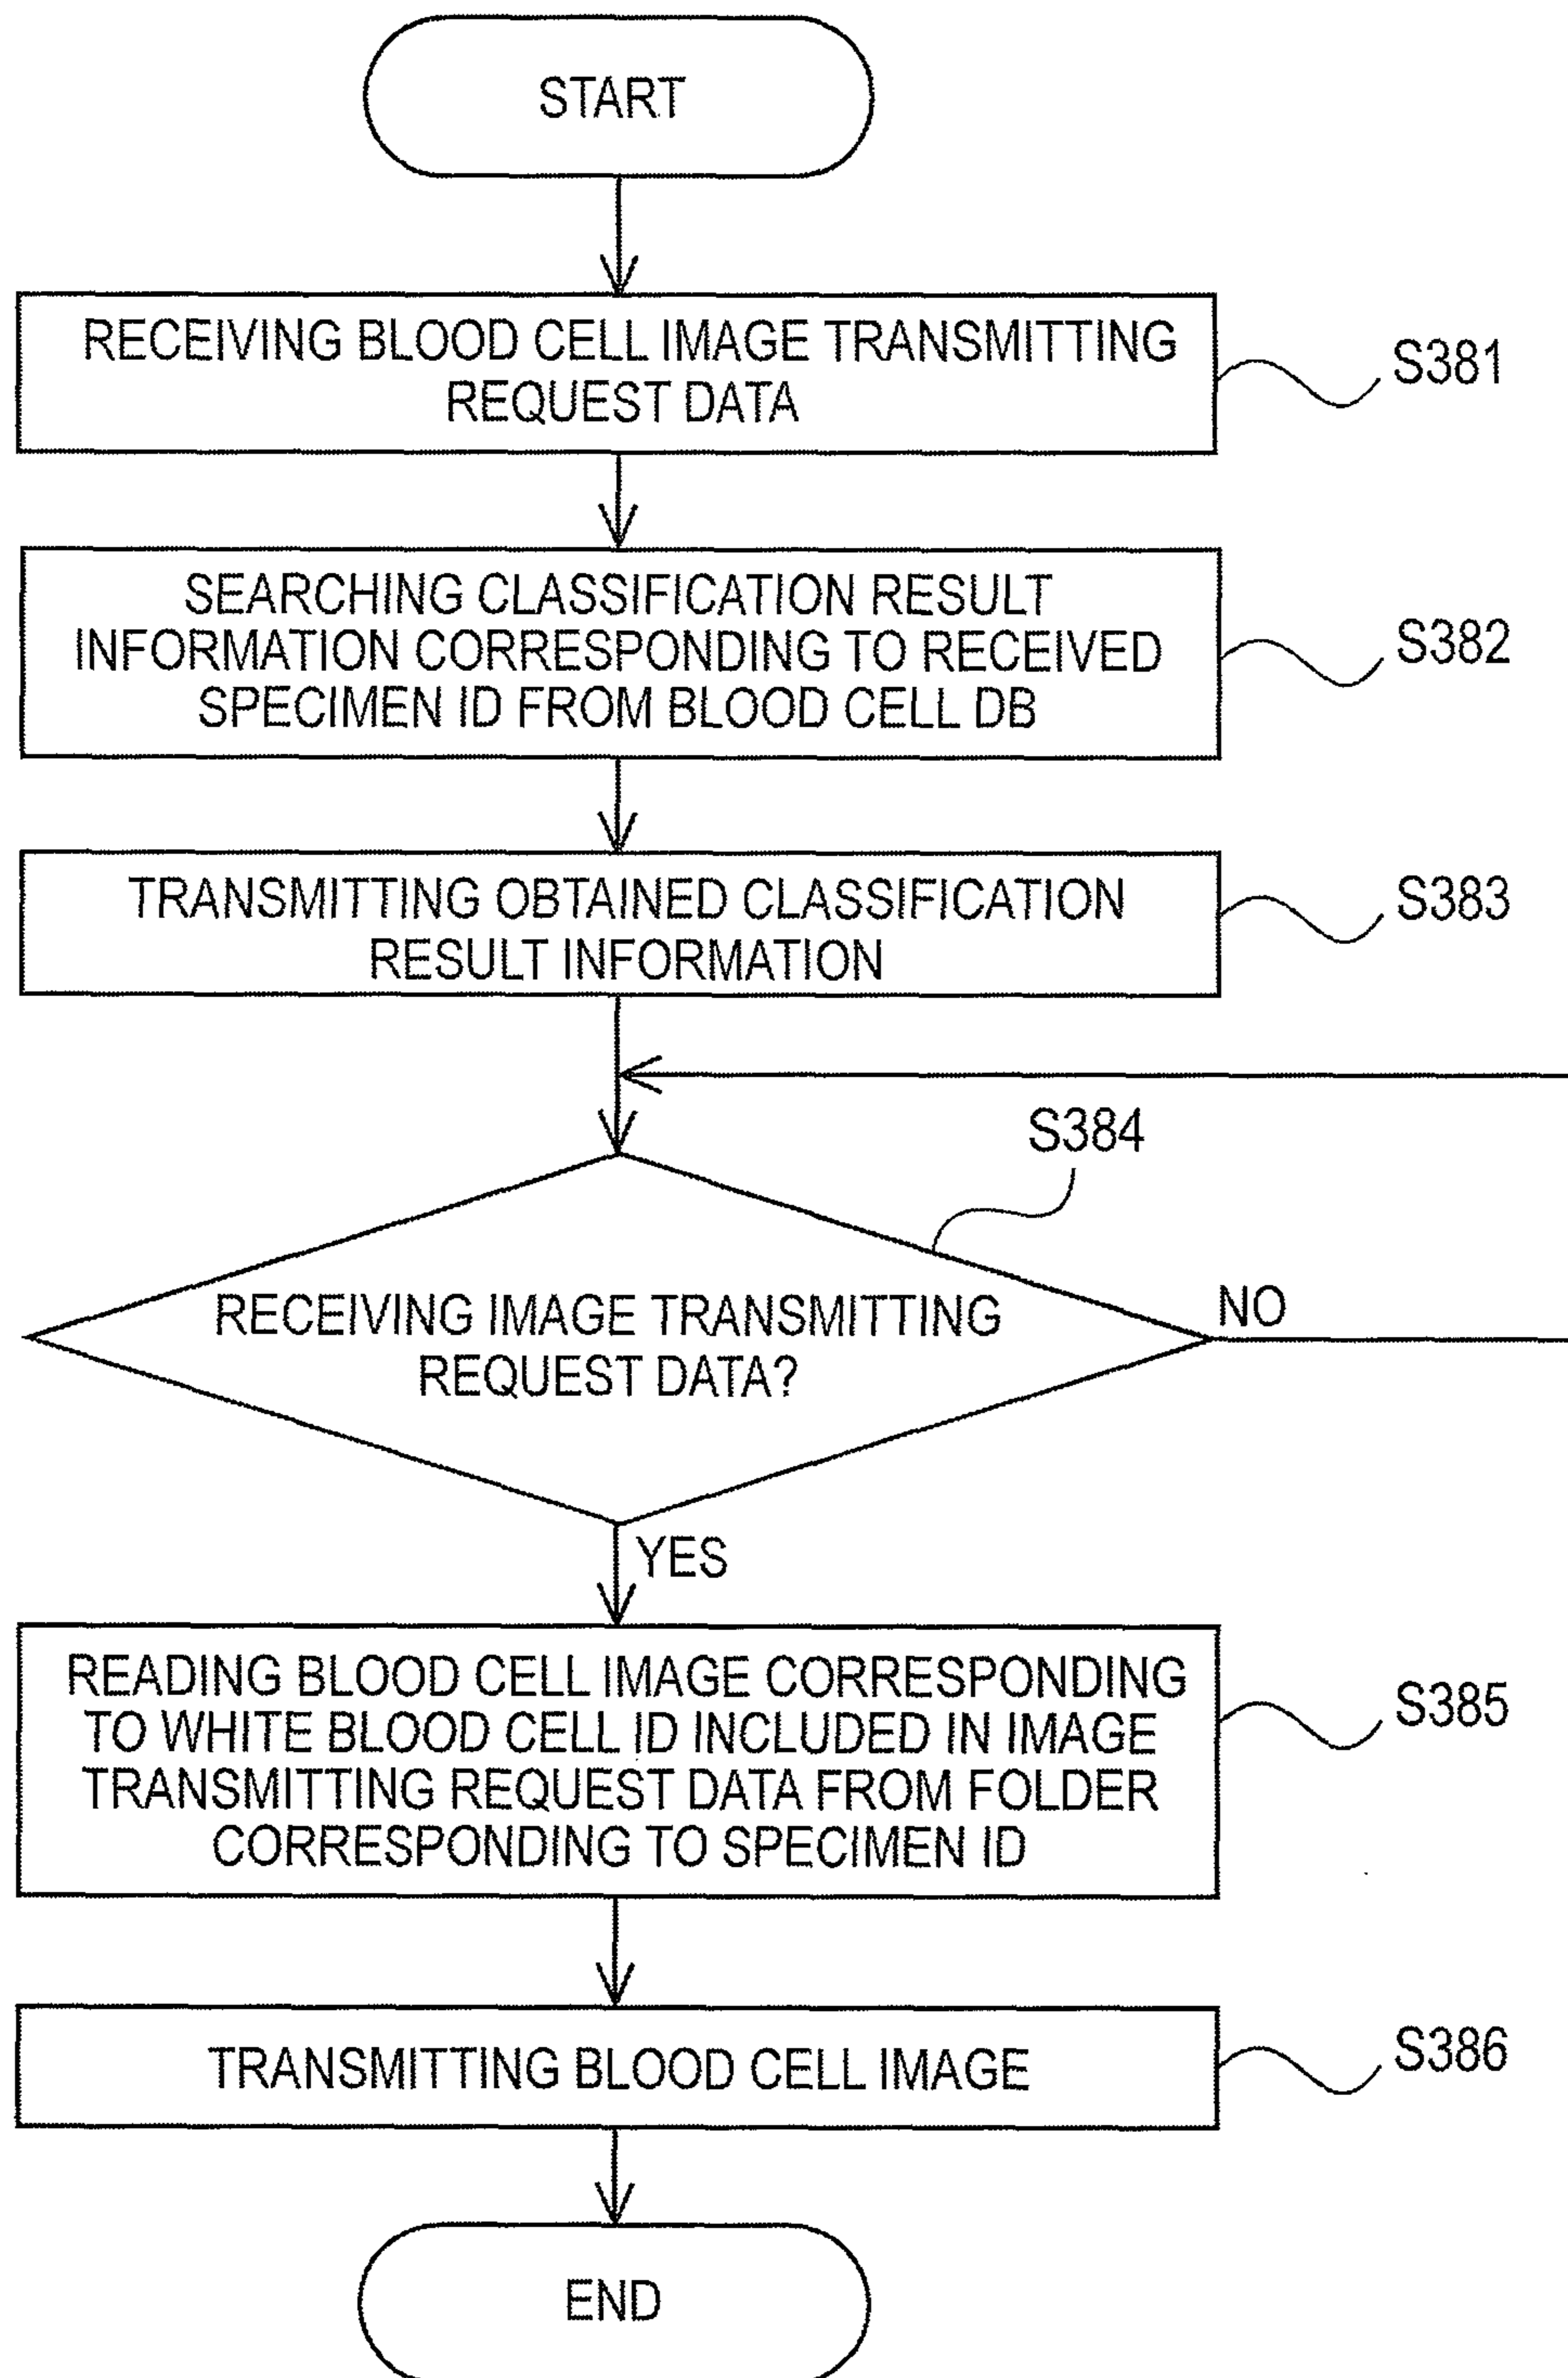 START
RECEIVING BLOOD CELL IMAGE TRANSMITTING
REQUEST DATA
S381
SEARCHING CLASSIFICATION RESULT
INFORMATION CORRESPONDING TO RECEIVED
SPECIMEN ID FROM BLOOD CELL DB
S382
TRANSMITTING OBTAINED CLASSIFICATION
RESULT INFORMATION
S383
S384
RECEIVING IMAGE TRANSMITTING
REQUEST DATA?
NO
YES
READING BLOOD CELL IMAGE CORRESPONDING
TO WHITE BLOOD CELL ID INCLUDED IN IMAGE
TRANSMITTING REQUEST DATA FROM FOLDER
CORRESPONDING TO SPECIMEN ID
S385
TRANSMITTING BLOOD CELL IMAGE
S386
END